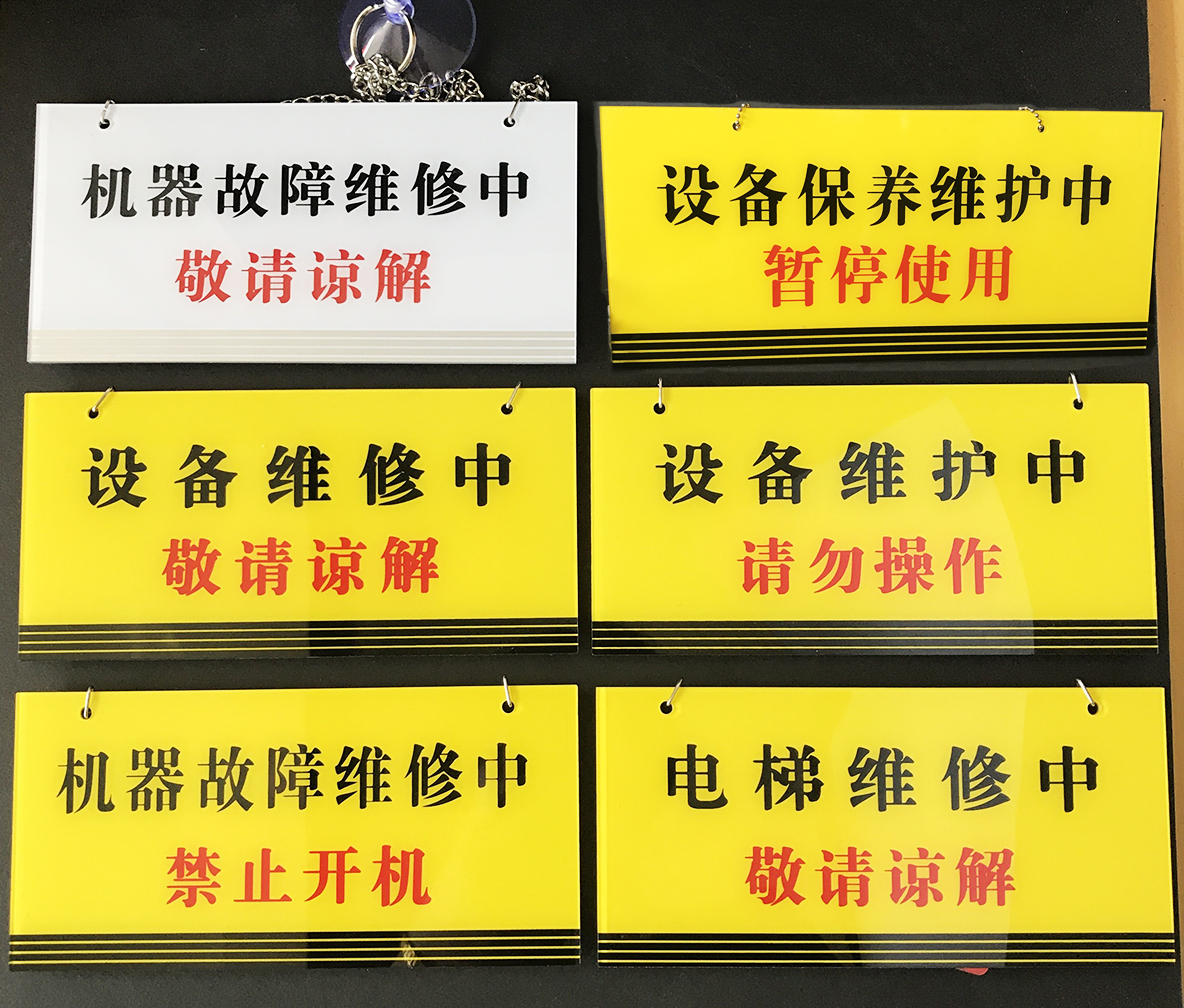 机器故障维修中
敬请谅解
设备保养维护中
暂停使用
设备维修中
敬请谅解
设备维护中
请勿操作
机器故障维修中
禁止开机
电梯维修中
敬请谅解